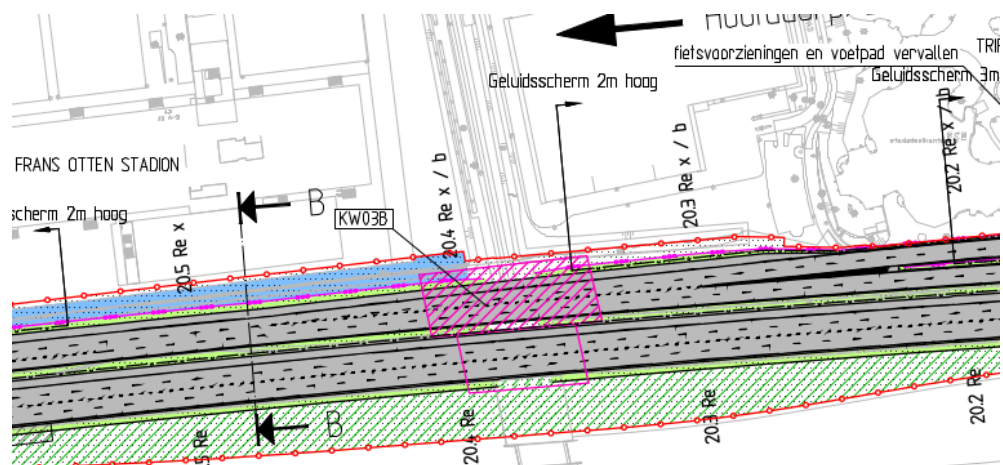 fietsvoorzieningen en voetpad vervallen
Geluidsscherm 2m hoog
Geluidsscherm 3m
FRANS OTTEN STADION
scherm 2m hoog
B
KW03B
20.5 Re x
20.4 Re x / b
20.3 Re x / b
20.2 Re x / b
B
5 Re
20.4 Re
20.3 Re
20.2 Re